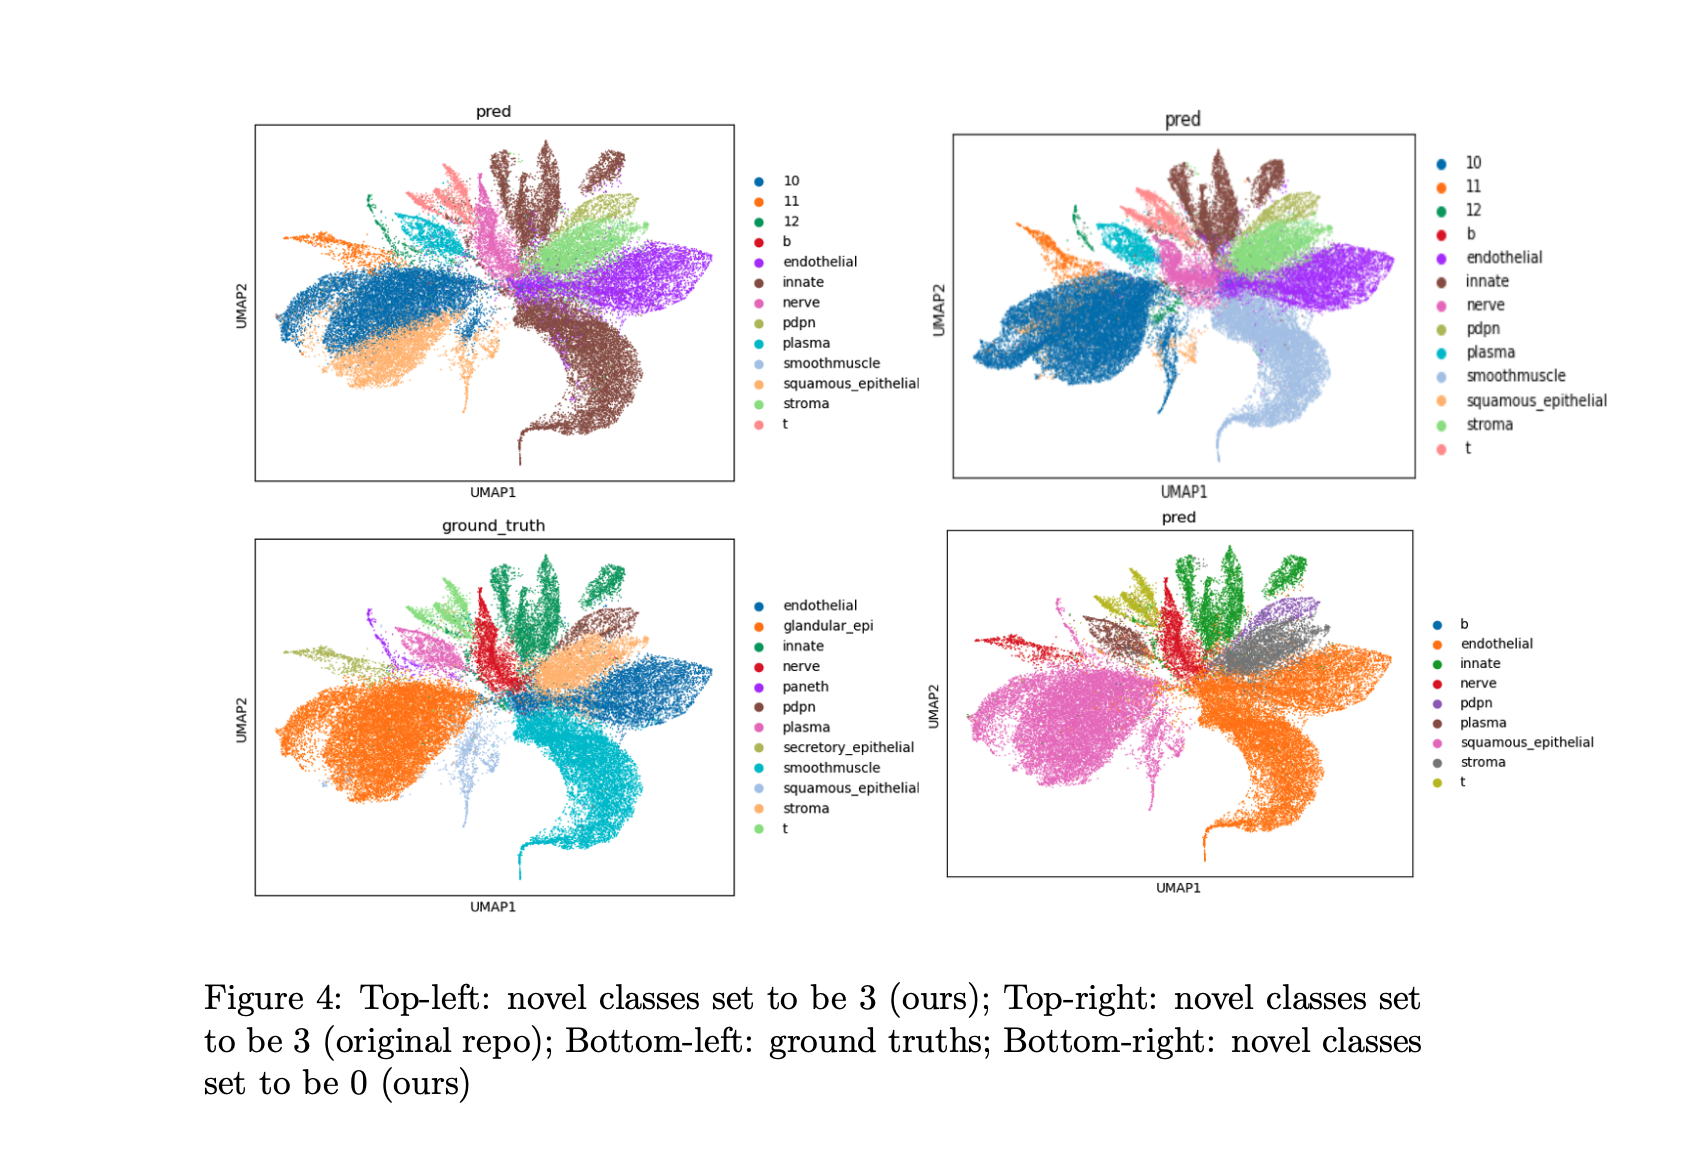 pred
UMAP2
UMAP1
10
11
12
b
endothelial
innate
nerve
pdpn
plasma
smoothmuscle
squamous_epithelial
stroma
t
pred
UMAP2
UMAP1
10
11
12
b
endothelial
innate
nerve
pdpn
plasma
smoothmuscle
squamous_epithelial
stroma
t
ground_truth
UMAP2
UMAP1
endothelial
glandular_epi
innate
nerve
paneth
pdpn
plasma
secretory_epithelial
smoothmuscle
squamous_epithelial
stroma
t
pred
UMAP2
UMAP1
b
endothelial
innate
nerve
pdpn
plasma
squamous_epithelial
stroma
t
Figure 4: Top-left: novel classes set to be 3 (ours); Top-right: novel classes set
to be 3 (original repo); Bottom-left: ground truths; Bottom-right: novel classes
set to be 0 (ours)